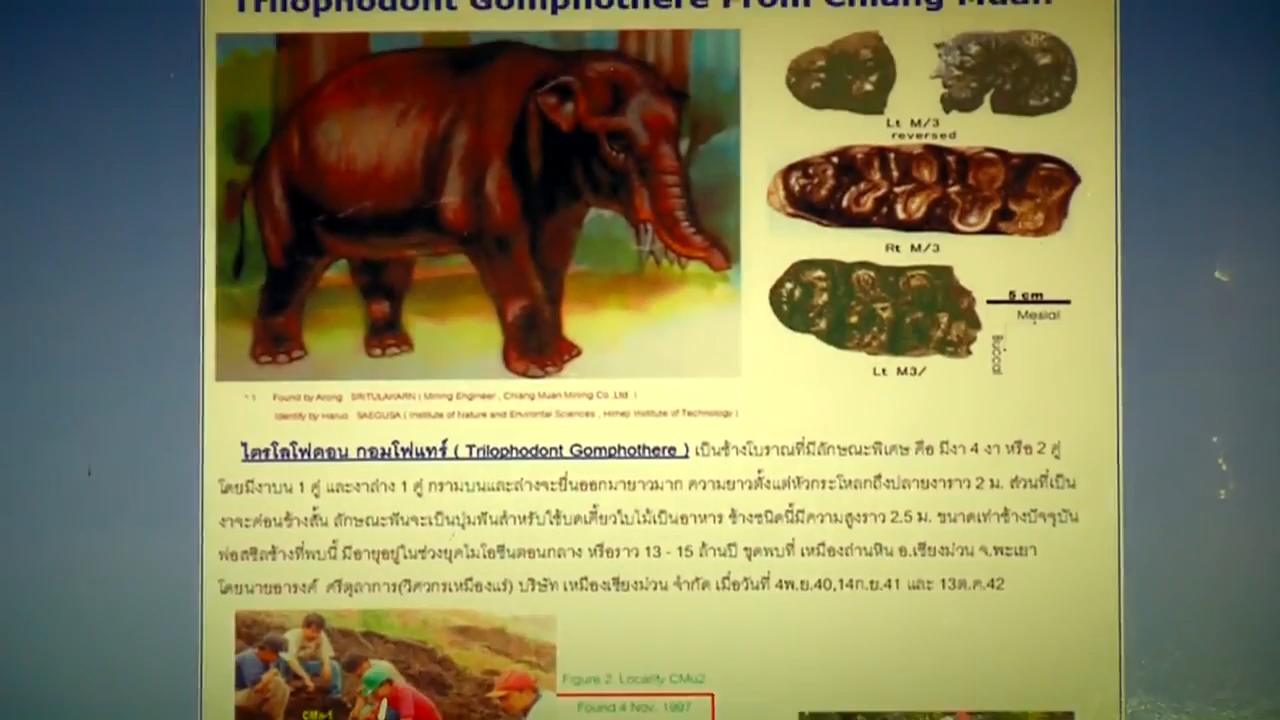 Trilophodont Gomphothere From Chiang Muan
Lt M/3
reversed
Rt M/3
5 cm
Mesial
Buccal
Lt M3/
Found by Arong SRITULAKARN ( Mining Engineer , Chiang Muan Mining Co.,Ltd. )
Identify by Haruo SAEGUSA ( Institute of Nature and Environtal Sciences , Himeji Institute of Technology )
ไตรโลโฟดอน กอมโฟแทร์ ( Trilophodont Gomphothere ) เป็นช้างโบราณที่มีลักษณะพิเศษ คือ มีงา 4 งา หรือ 2 คู่
โดยมีงาบน 1 คู่ และงาล่าง 1 คู่ กรามบนและล่างจะยื่นออกมายาวมาก ความยาวตั้งแต่หัวกระโหลกถึงปลายงาราว 2 ม. ส่วนที่เป็น
งาจะค่อนข้างสั้น ลักษณะฟันจะเป็นปุ่มฟันสำหรับใช้บดเคี้ยวใบไม้เป็นอาหาร ช้างชนิดนี้มีความสูงราว 2.5 ม. ขนาดเท่าช้างปัจจุบัน
ฟอสซิลช้างที่พบนี้ มีอายุอยู่ในช่วงยุคไมโอซีนตอนกลาง หรือราว 13 - 15 ล้านปี ขุดพบที่ เหมืองถ่านหิน อ.เชียงม่วน จ.พะเยา
โดยนายอารงค์ ศรีตุลาการ(วิศวกรเหมืองแร่) บริษัท เหมืองเชียงม่วน จำกัด เมื่อวันที่ 4พ.ย.40,14ก.ย.41 และ 13ต.ค.42
Figure 2. Locality CMu2
Found 4 Nov. 1997